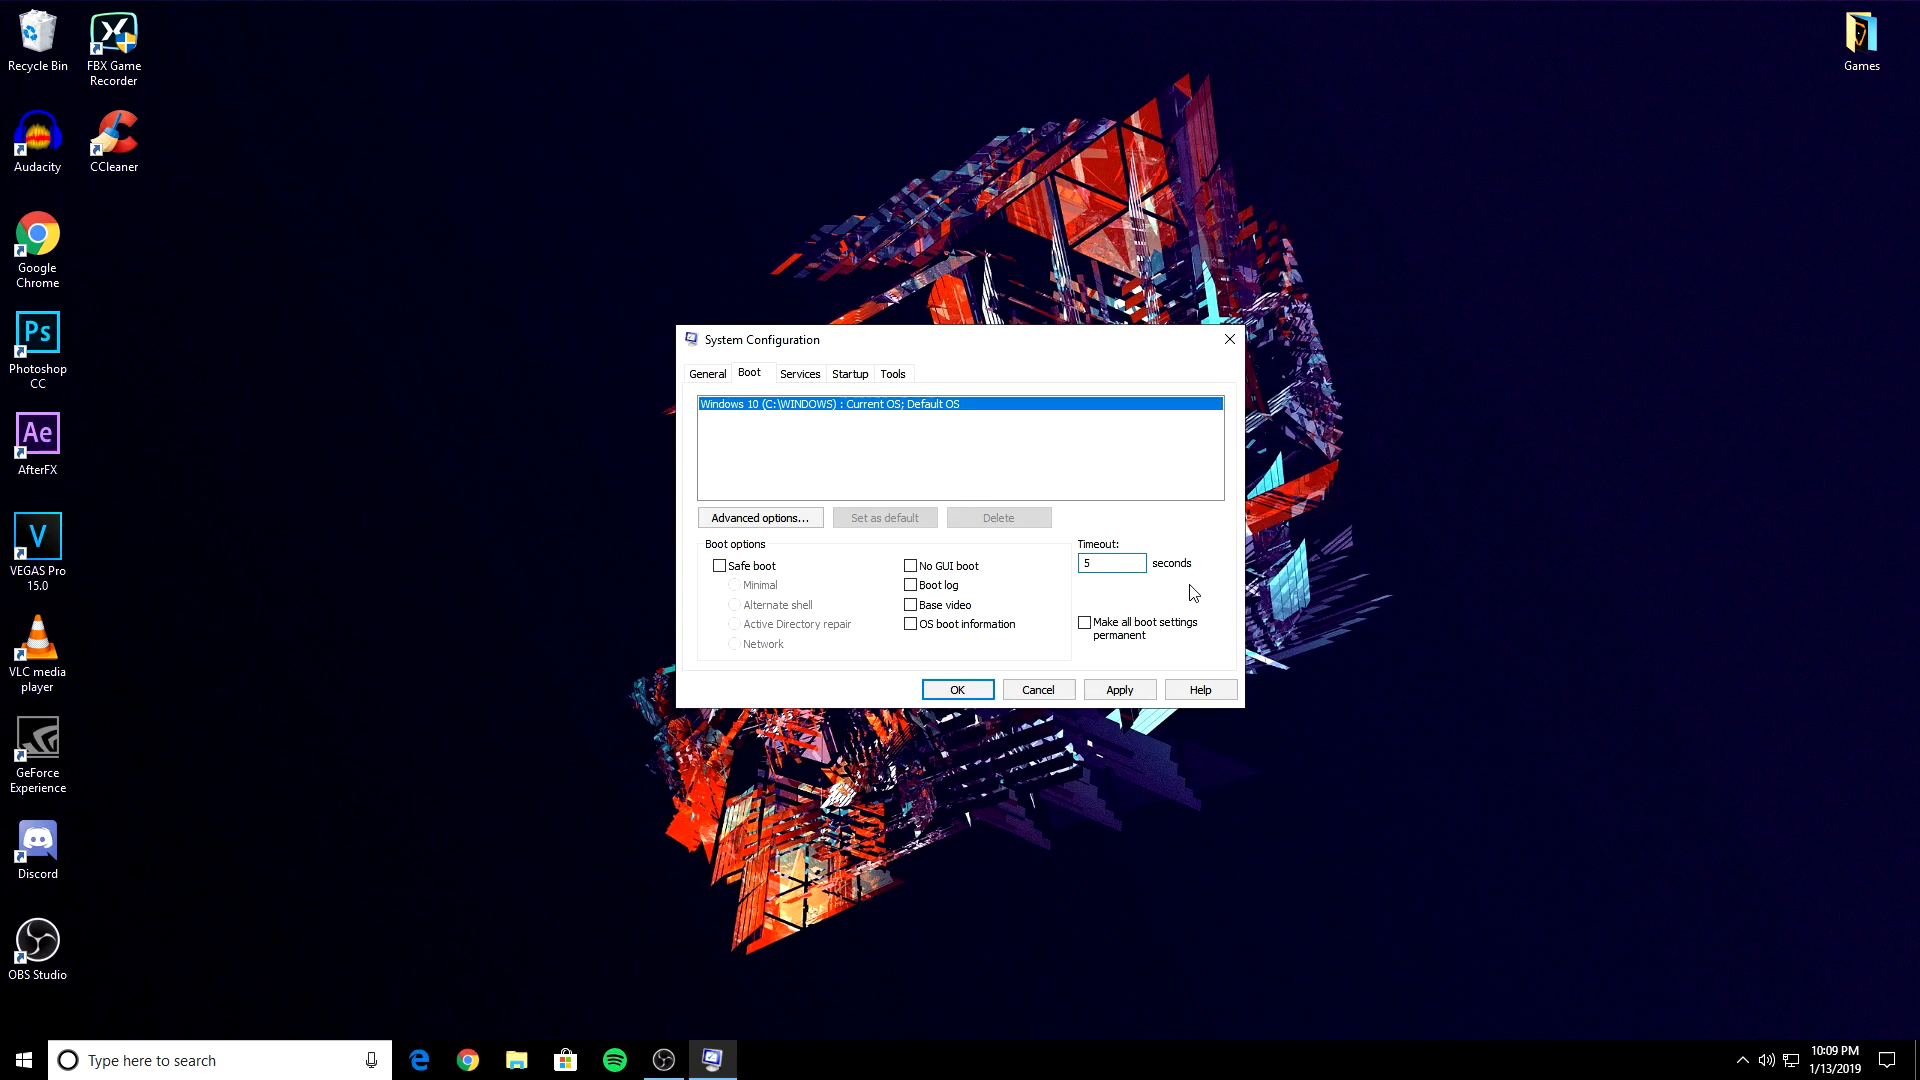 Recycle Bin
FBX Game
Recorder
Audacity
CCleaner
Google
Chrome
Ps
Photoshop
CC
Ae
AfterFX
V
VEGAS Pro
15.0
VLC media
player
GeForce
Experience
Discord
OBS Studio
Games
System Configuration
General
Boot
Services
Startup
Tools
Windows 10 (C:\WINDOWS) : Current OS; Default OS
Advanced options...
Set as default
Delete
Boot options
Safe boot
Minimal
Alternate shell
Active Directory repair
Network
No GUI boot
Boot log
Base video
OS boot information
Timeout:
5 seconds
Make all boot settings
permanent
OK
Cancel
Apply
Help
Type here to search
10:09 PM
1/13/2019